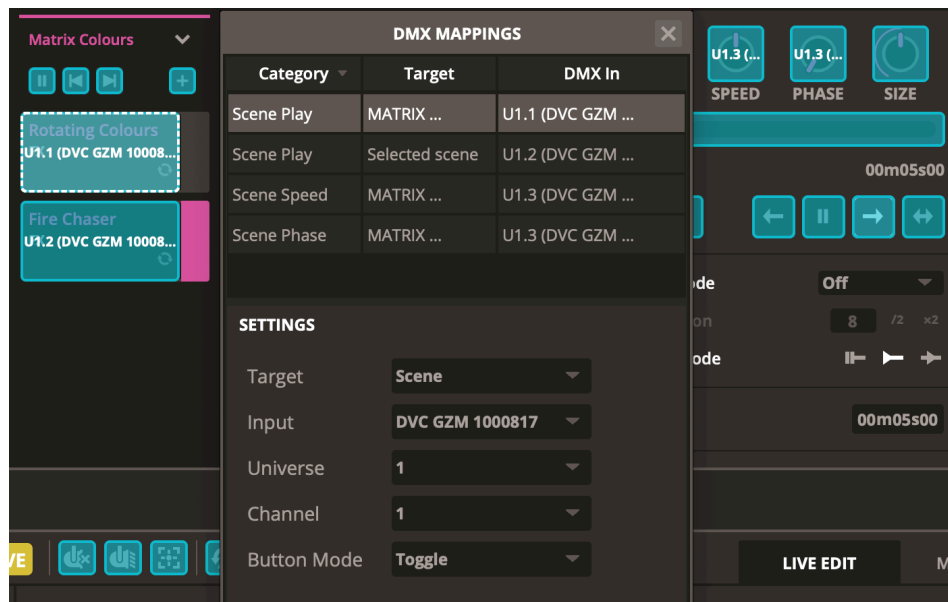 Matrix Colours
Rotating Colours
U1.1 (DVC GZM 10008...
Fire Chaser
U1.2 (DVC GZM 10008...
DMX MAPPINGS
Category Target DMX In
Scene Play MATRIX ... U1.1 (DVC GZM ...
Scene Play Selected scene U1.2 (DVC GZM ...
Scene Speed MATRIX ... U1.3 (DVC GZM ...
Scene Phase MATRIX ... U1.3 (DVC GZM ...
SETTINGS
Target Scene
Input DVC GZM 1000817
Universe 1
Channel 1
Button Mode Toggle
U1.3 (... U1.3 (...
SPEED PHASE SIZE
00m05s00
ode Off
on 8 /2 ×2
ode
00m05s00
VE
LIVE EDIT M